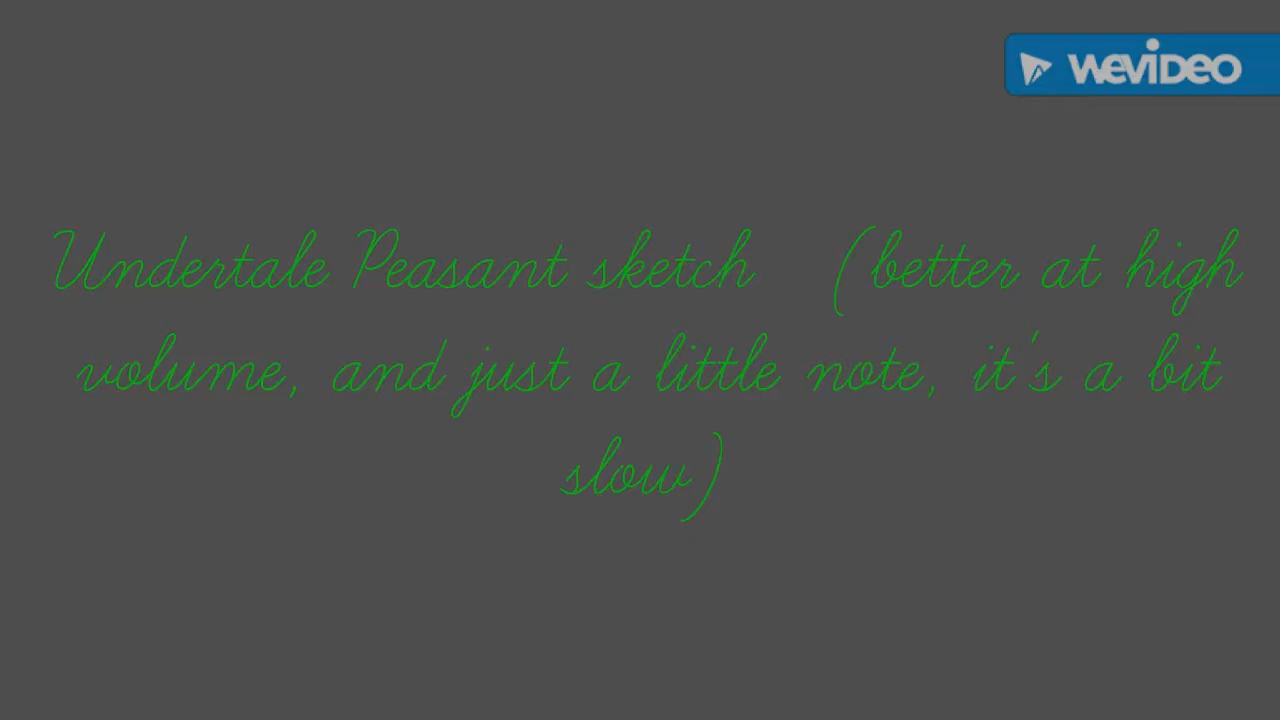 WEVIDEO
Undertale Peasant sketch (better at high
volume, and just a little note, it's a bit
slow)